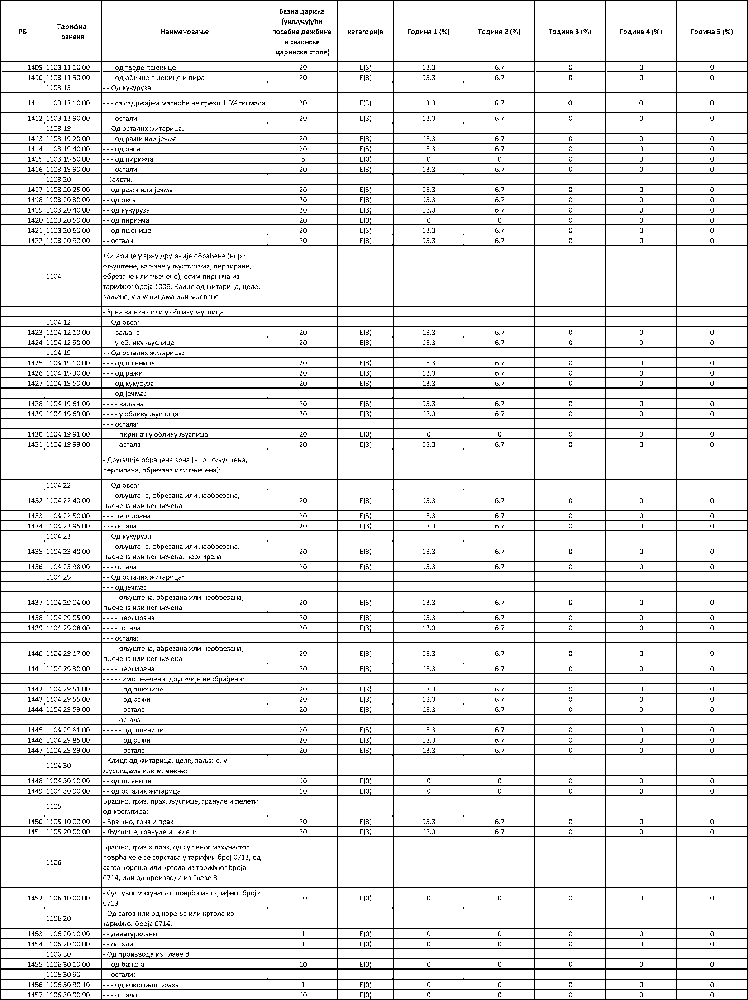 РБ Тарифна ознака Наименовање Базна царина (укључујући посебне дажбине и сезонске царинске стопе) категорија Година 1 (%) Година 2 (%) Година 3 (%) Година 4 (%) Година 5 (%)
1409 1103 11 10 00 - - - од тврде пшенице 20 E(3) 13.3 6.7 0 0 0
1410 1103 11 90 00 - - - од обичне пшенице и пира 20 E(3) 13.3 6.7 0 0 0
1103 13 - - Од кукуруза:
1411 1103 13 10 00 - - - са садржајем масноће не преко 1,5% по маси 20 E(3) 13.3 6.7 0 0 0
1412 1103 13 90 00 - - - остали 20 E(3) 13.3 6.7 0 0 0
1103 19 - - Од осталих житарица:
1413 1103 19 20 00 - - - од ражи или јечма 20 E(3) 13.3 6.7 0 0 0
1414 1103 19 40 00 - - - од овса 20 E(3) 13.3 6.7 0 0 0
1415 1103 19 50 00 - - - од пиринча 5 E(0) 0 0 0 0 0
1416 1103 19 90 00 - - - остали 20 E(3) 13.3 6.7 0 0 0
1103 20 - Пелети:
1417 1103 20 25 00 - - од ражи или јечма 20 E(3) 13.3 6.7 0 0 0
1418 1103 20 30 00 - - од овса 20 E(3) 13.3 6.7 0 0 0
1419 1103 20 40 00 - - од кукуруза 20 E(3) 13.3 6.7 0 0 0
1420 1103 20 50 00 - - од пиринча 20 E(0) 0 0 0 0 0
1421 1103 20 60 00 - - од пшенице 20 E(3) 13.3 6.7 0 0 0
1422 1103 20 90 00 - - остали 20 E(3) 13.3 6.7 0 0 0
1104 Житарице у зрну другачије обрађене (нпр.:
ољуштене, ваљане у љуспицама, перлиране,
обрезане или гњечене), осим пиринча из
тарифног броја 1006; Клице од житарица, целе,
ваљане, у љуспицама или млевене:
- Зрна ваљана или у облику љуспица:
1104 12 - - Од овса:
1423 1104 12 10 00 - - - ваљана 20 E(3) 13.3 6.7 0 0 0
1424 1104 12 90 00 - - - у облику љуспица 20 E(3) 13.3 6.7 0 0 0
1104 19 - - Од осталих житарица:
1425 1104 19 10 00 - - - од пшенице 20 E(3) 13.3 6.7 0 0 0
1426 1104 19 30 00 - - - од ражи 20 E(3) 13.3 6.7 0 0 0
1427 1104 19 50 00 - - - од кукуруза 20 E(3) 13.3 6.7 0 0 0
- - - од јечма:
1428 1104 19 61 00 - - - - ваљана 20 E(3) 13.3 6.7 0 0 0
1429 1104 19 69 00 - - - - у облику љуспица 20 E(3) 13.3 6.7 0 0 0
- - - остала:
1430 1104 19 91 00 - - - - пиринач у облику љуспица 20 E(0) 0 0 0 0 0
1431 1104 19 99 00 - - - - остала 20 E(3) 13.3 6.7 0 0 0
- Другачије обрађена зрна (нпр.: ољуштена,
перлирана, обрезана или гњечена):
1104 22 - - Од овса:
1432 1104 22 40 00 - - - ољуштена, обрезана или необрезана,
гњечена или негњечена 20 E(3) 13.3 6.7 0 0 0
1433 1104 22 50 00 - - - перлирана 20 E(3) 13.3 6.7 0 0 0
1434 1104 22 95 00 - - - остала 20 E(3) 13.3 6.7 0 0 0
1104 23 - - Од кукуруза:
1435 1104 23 40 00 - - - ољуштена, обрезана или необрезана,
гњечена или негњечена; перлирана 20 E(3) 13.3 6.7 0 0 0
1436 1104 23 98 00 - - - остала 20 E(3) 13.3 6.7 0 0 0
1104 29 - - Од осталих житарица:
- - - од јечма:
1437 1104 29 04 00 - - - - ољуштена, обрезана или необрезана,
гњечена или негњечена 20 E(3) 13.3 6.7 0 0 0
1438 1104 29 05 00 - - - - перлирана 20 E(3) 13.3 6.7 0 0 0
1439 1104 29 08 00 - - - - остала 20 E(3) 13.3 6.7 0 0 0
- - - остала:
1440 1104 29 17 00 - - - - ољуштена, обрезана или необрезана,
гњечена или негњечена 20 E(3) 13.3 6.7 0 0 0
1441 1104 29 30 00 - - - - перлирана 20 E(3) 13.3 6.7 0 0 0
- - - - само гњечена, другачије необрађена:
1442 1104 29 51 00 - - - - - од пшенице 20 E(3) 13.3 6.7 0 0 0
1443 1104 29 55 00 - - - - - од ражи 20 E(3) 13.3 6.7 0 0 0
1444 1104 29 59 00 - - - - - остала 20 E(3) 13.3 6.7 0 0 0
- - - - остала:
1445 1104 29 81 00 - - - - - од пшенице 20 E(3) 13.3 6.7 0 0 0
1446 1104 29 85 00 - - - - - од ражи 20 E(3) 13.3 6.7 0 0 0
1447 1104 29 89 00 - - - - - остала 20 E(3) 13.3 6.7 0 0 0
1104 30 - Клице од житарица, целе, ваљане, у
љуспицама или млевене:
1448 1104 30 10 00 - - од пшенице 10 E(0) 0 0 0 0 0
1449 1104 30 90 00 - - од осталих житарица 10 E(0) 0 0 0 0 0
1105 Брашно, гриз, прах, љуспице, грануле и пелети
од кромпира:
1450 1105 10 00 00 - Брашно, гриз и прах 20 E(3) 13.3 6.7 0 0 0
1451 1105 20 00 00 - Љуспице, грануле и пелети 20 E(3) 13.3 6.7 0 0 0
1106 Брашно, гриз и прах, од сушеног махунастог
поврћа које се сврстава у тарифни број 0713, од
сагоа корења или кртола из тарифног броја
0714, или од производа из Главе 8:
1452 1106 10 00 00 - Од сувог махунастог поврћа из тарифног броја
0713 10 E(0) 0 0 0 0 0
1106 20 - Од сагоа или од корења или кртола из
тарифног броја 0714:
1453 1106 20 10 00 - - денатурисани 1 E(0) 0 0 0 0 0
1454 1106 20 90 00 - - остали 1 E(0) 0 0 0 0 0
1106 30 - Од производа из Главе 8:
1455 1106 30 10 00 - - од банана 10 E(0) 0 0 0 0 0
1106 30 90 - - остали:
1456 1106 30 90 10 - - - од кокосовог ораха 1 E(0) 0 0 0 0 0
1457 1106 30 90 90 - - - остало 10 E(0) 0 0 0 0 0